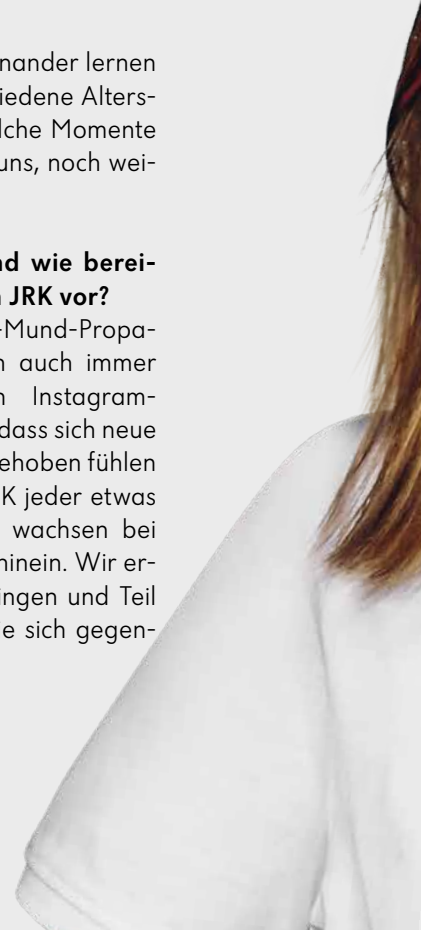 nander lernen
iedene Alters-
lche Momente
uns, noch wei-
nd wie berei-
JRK vor?
-Mund-Propa-
n auch immer
n Instagram-
dass sich neue
ehoben fühlen
K jeder etwas
wachsen bei
hinein. Wir er-
ingen und Teil
e sich gegen-